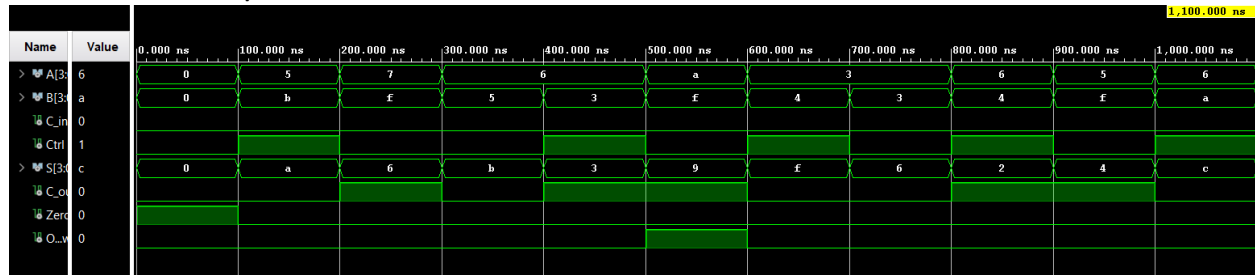 1,100.000 ns
Name Value 0.000 ns 100.000 ns 200.000 ns 300.000 ns 400.000 ns 500.000 ns 600.000 ns 700.000 ns 800.000 ns 900.000 ns 1,000.000 ns
A[3: 6 0 5 7 6 a 3 6 5 6
B[3:0 a 0 b f 5 3 f 4 3 4 f a
C_in 0
Ctrl 1
S[3:0 c 0 a 6 b 3 9 f 6 2 4 c
C_ou 0
Zero 0
O...w 0